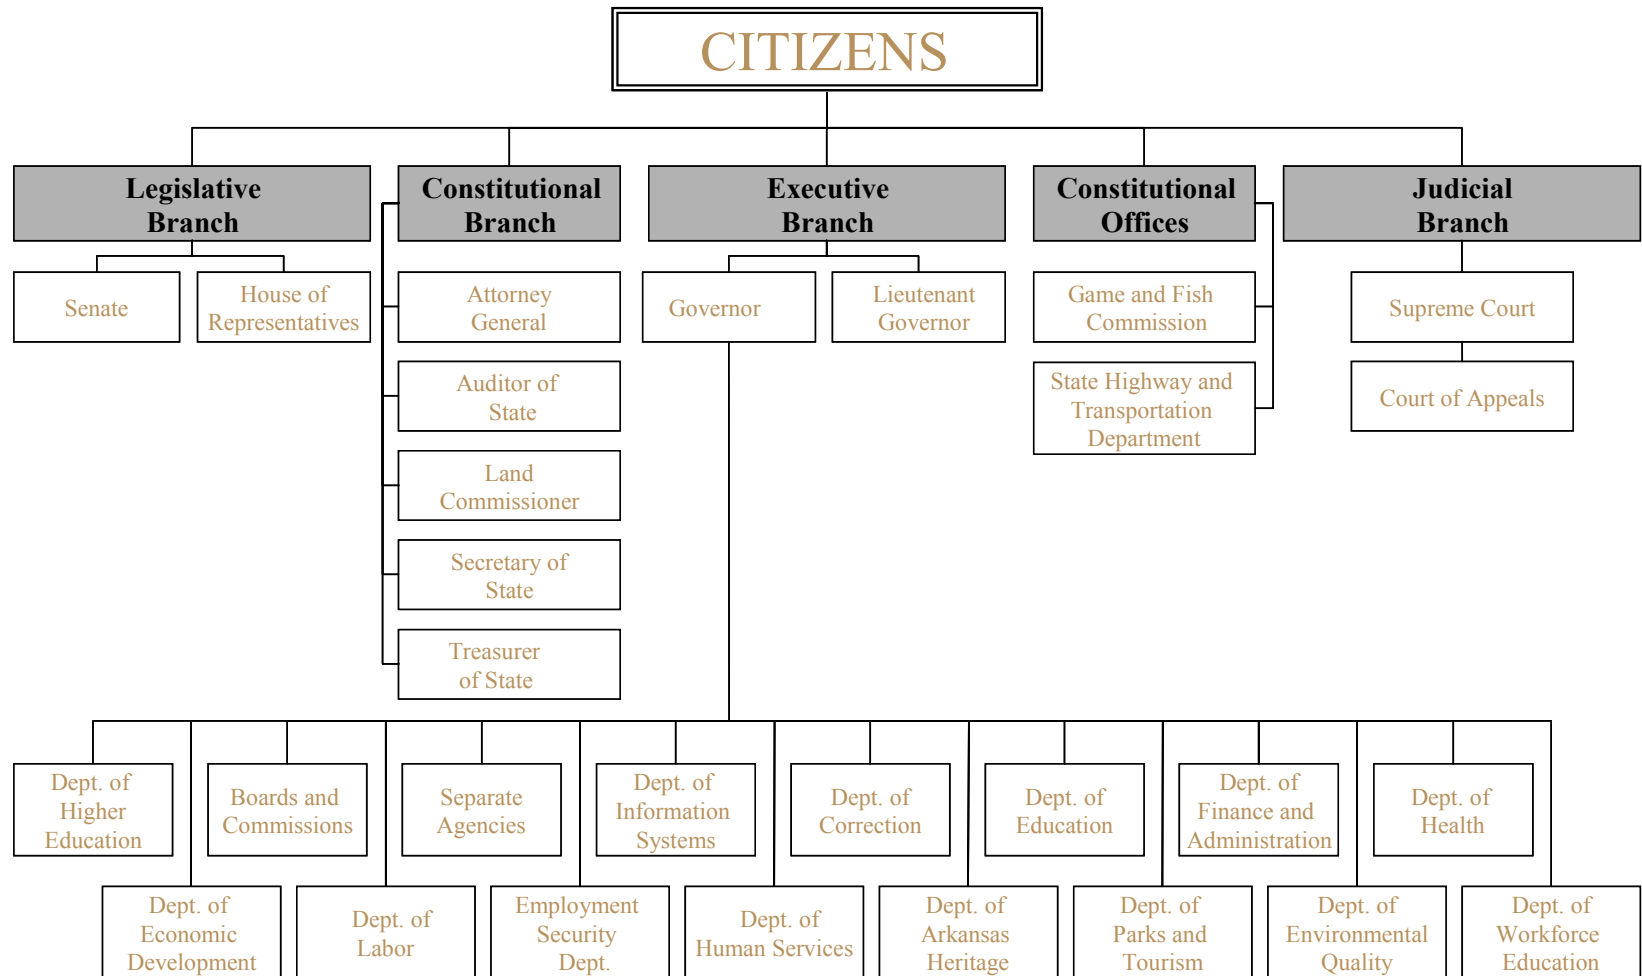 CITIZENS
Legislative
Branch
Constitutional
Branch
Executive
Branch
Constitutional
Offices
Judicial
Branch
Senate
House of
Representatives
Attorney
General
Auditor of
State
Land
Commissioner
Secretary of
State
Treasurer
of State
Governor
Lieutenant
Governor
Game and Fish
Commission
State Highway and
Transportation
Department
Supreme Court
Court of Appeals
Dept. of
Higher
Education
Boards and
Commissions
Separate
Agencies
Dept. of
Information
Systems
Dept. of
Correction
Dept. of
Education
Dept. of
Finance and
Administration
Dept. of
Health
Dept. of
Economic
Development
Dept. of
Labor
Employment
Security
Dept.
Dept. of
Human Services
Dept. of
Arkansas
Heritage
Dept. of
Parks and
Tourism
Dept. of
Environmental
Quality
Dept. of
Workforce
Education